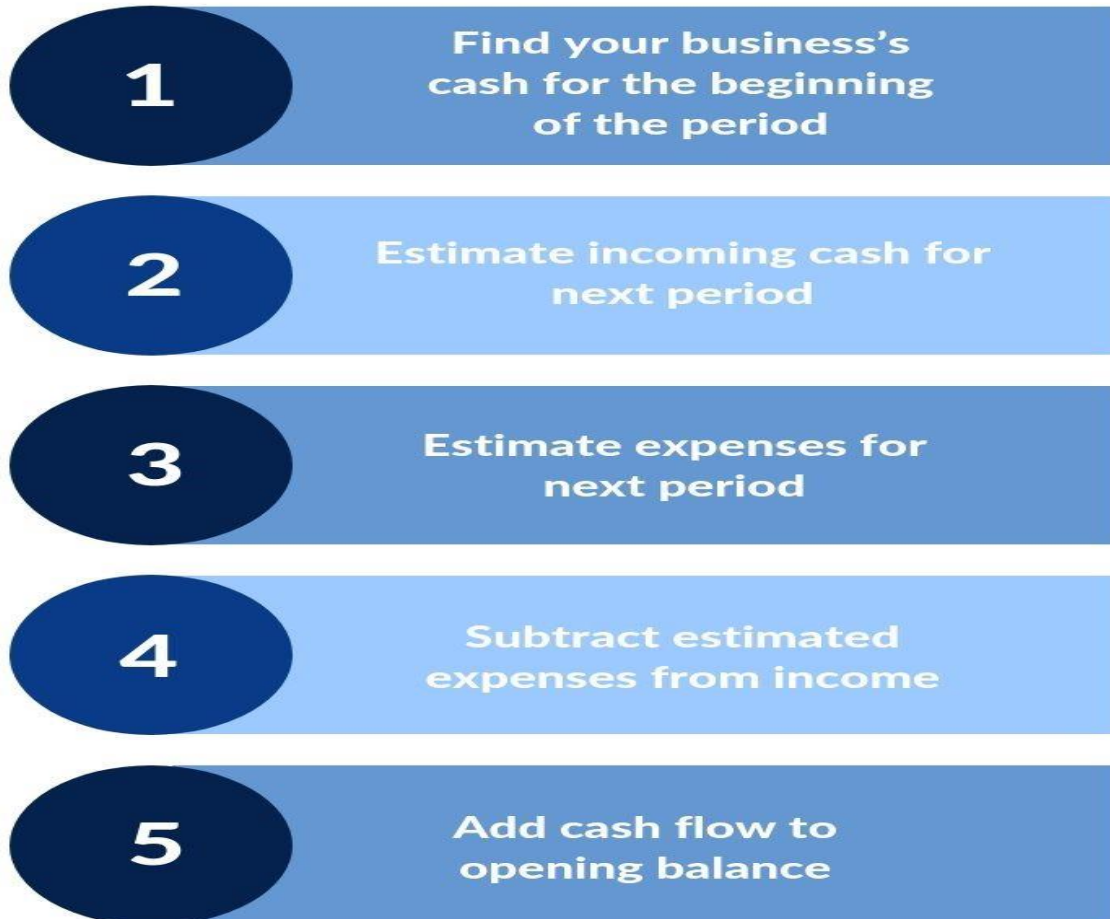 1
Find your business’s
cash for the beginning
of the period
2
Estimate incoming cash for
next period
3
Estimate expenses for
next period
4
Subtract estimated
expenses from income
5
Add cash flow to
opening balance